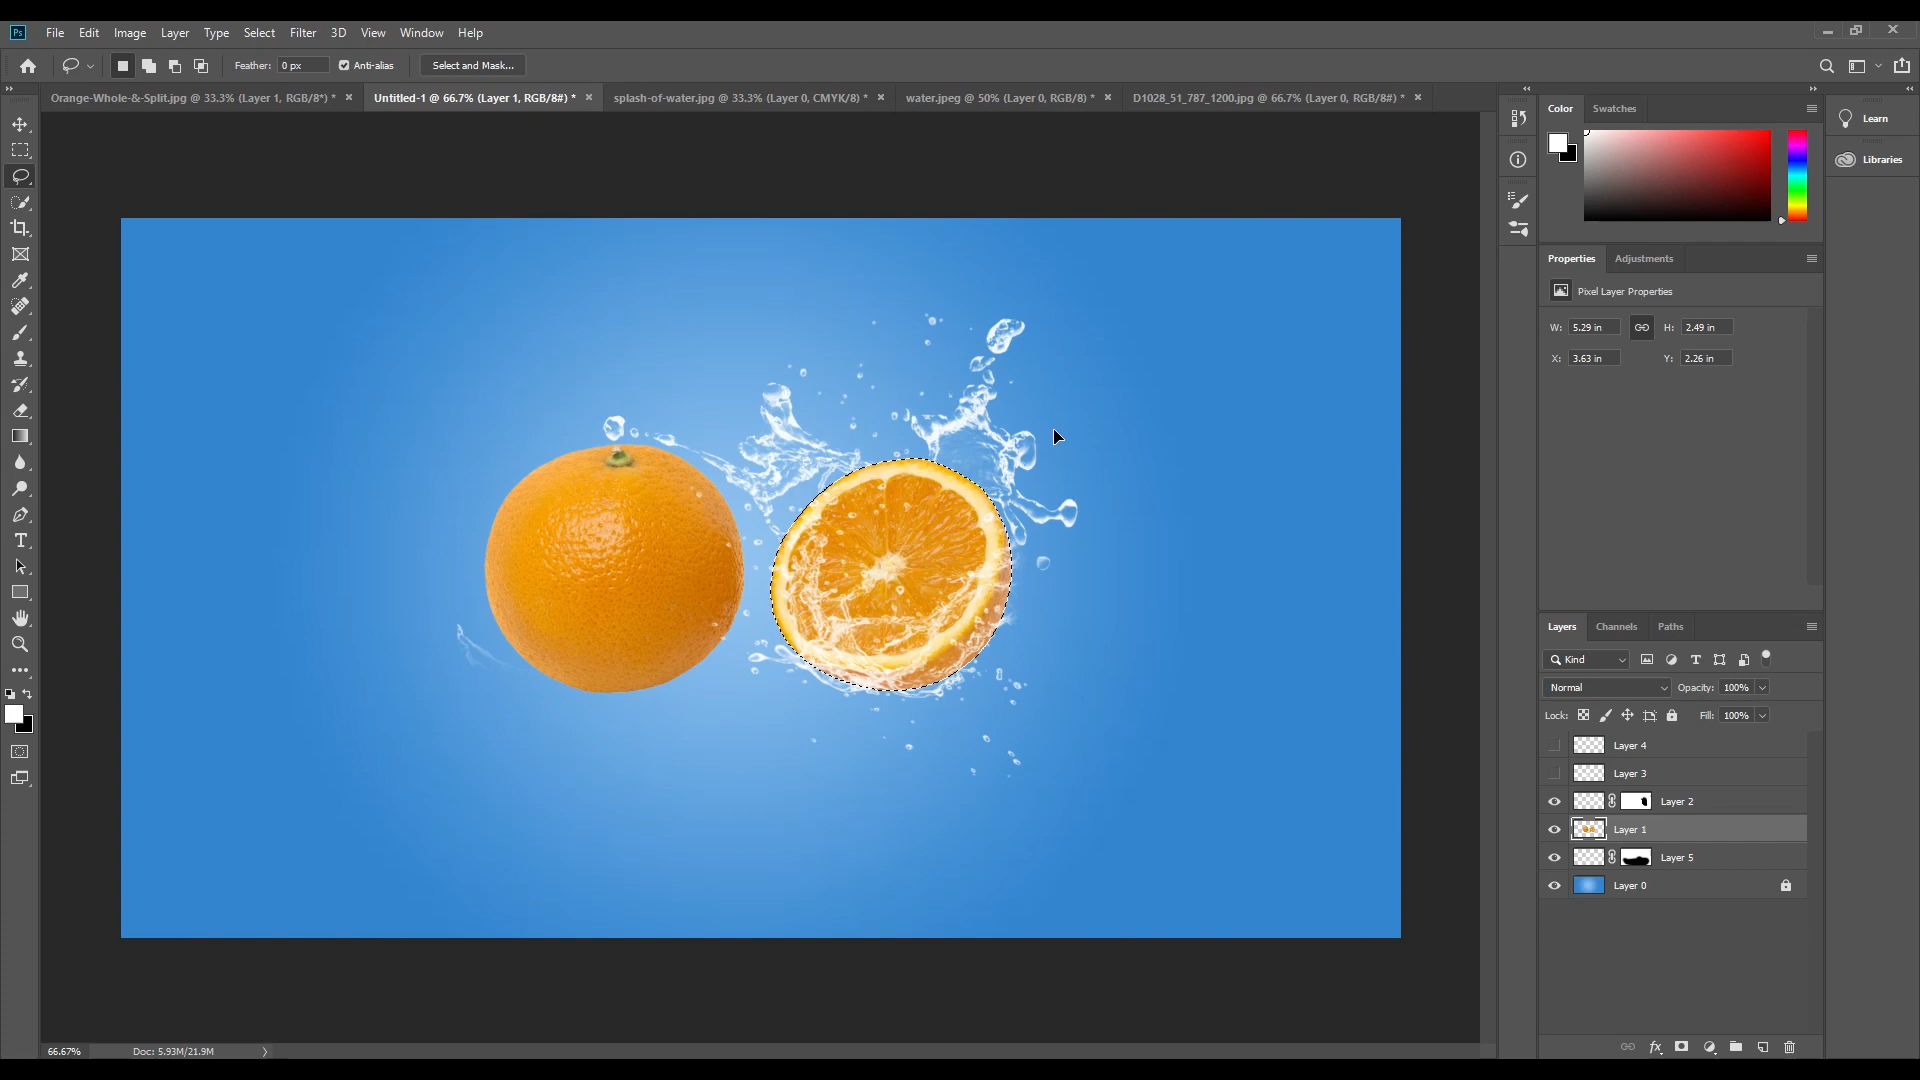 Ps File Edit Image Layer Type Select Filter 3D View Window Help
Feather: 0 px Anti-alias Select and Mask...
Orange-Whole-&-Split.jpg @ 33.3% (Layer 1, RGB/8*) * × Untitled-1 @ 66.7% (Layer 1, RGB/8#) * × splash-of-water.jpg @ 33.3% (Layer 0, CMYK/8) * × water.jpeg @ 50% (Layer 0, RGB/8) * × D1028_51_787_1200.jpg @ 66.7% (Layer 0, RGB/8#) * ×
Color Swatches
Learn
Libraries
Properties Adjustments
Pixel Layer Properties
W: 5.29 in H: 2.49 in
X: 3.63 in Y: 2.26 in
Layers Channels Paths
Kind
Normal Opacity: 100%
Lock: Fill: 100%
Layer 4
Layer 3
Layer 2
Layer 1
Layer 5
Layer 0
fx
66.67% Doc: 5.93M/21.9M